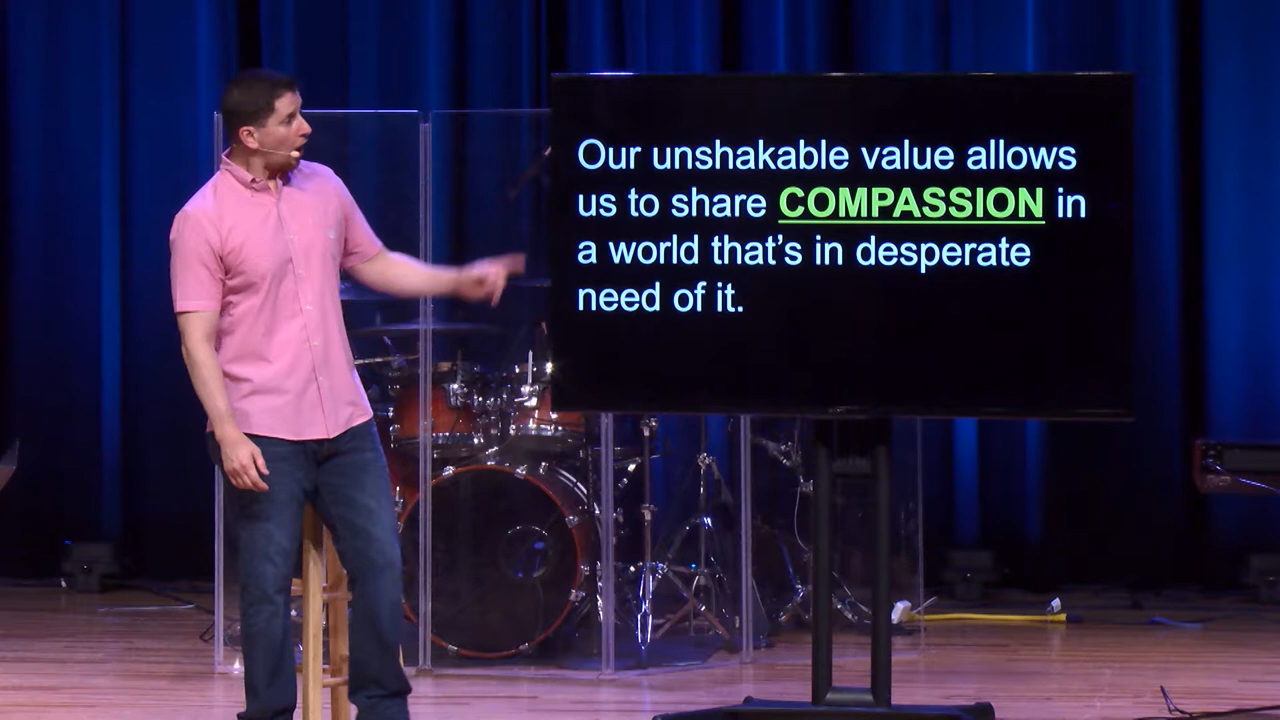 Our unshakable value allows
us to share COMPASSION in
a world that’s in desperate
need of it.